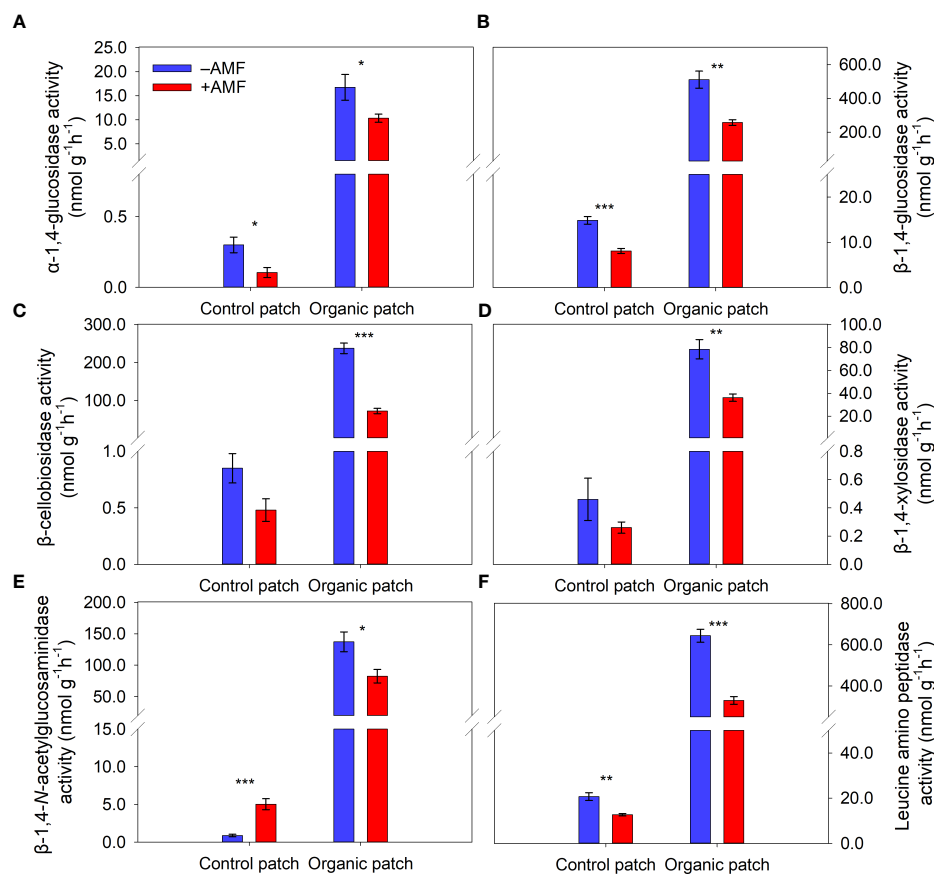 A
α-1,4-glucosidase activity
(nmol g⁻¹h⁻¹)
25.0
20.0
15.0
10.0
5.0
0.5
0.0
–AMF
+AMF
*
*
Control patch Organic patch
B
β-1,4-glucosidase activity
(nmol g⁻¹h⁻¹)
600.0
400.0
200.0
20.0
10.0
0.0
***
**
Control patch Organic patch
C
β-cellobiosidase activity
(nmol g⁻¹h⁻¹)
300.0
200.0
100.0
1.0
0.5
0.0
***
Control patch Organic patch
D
β-1,4-xylosidase activity
(nmol g⁻¹h⁻¹)
100.0
80.0
60.0
40.0
20.0
0.8
0.6
0.4
0.2
0.0
**
Control patch Organic patch
E
β-1,4-N-acetylglucosaminidase
activity (nmol g⁻¹h⁻¹)
200.0
150.0
100.0
50.0
15.0
10.0
5.0
0.0
***
*
Control patch Organic patch
F
Leucine amino peptidase
activity (nmol g⁻¹h⁻¹)
800.0
600.0
400.0
40.0
20.0
0.0
**
***
Control patch Organic patch